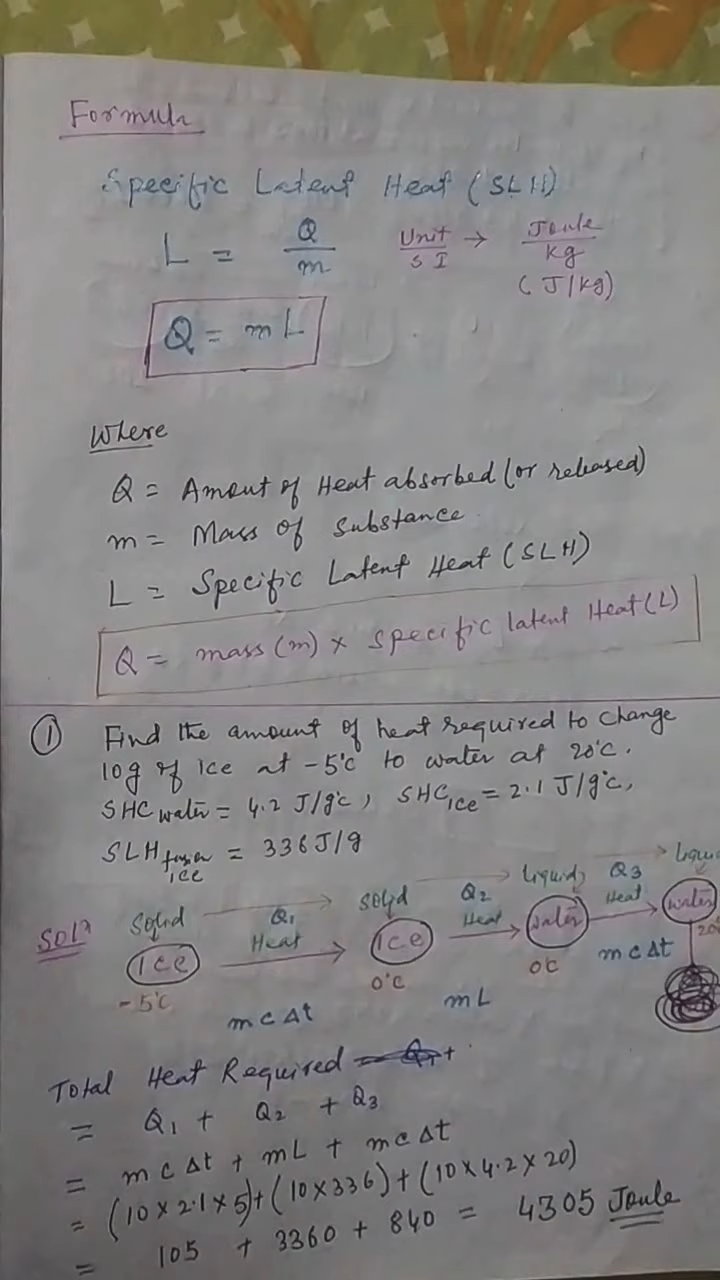 Formula
Specific Latent Heat (SLH)
L = Q/m Unit/SI → Joule/kg
(J/kg)
Q = mL
Where
Q = Amout of Heat absorbed (or released)
m = Mass of Substance
L = Specific Latent Heat (SLH)
Q = mass (m) x specific latent Heat (L)
① Find the amount of heat required to change
10g of ice at -5°c to water at 20°c.
SHC water = 4.2 J/g°c, SHC ice = 2.1 J/g°c,
SLH fusion ice = 336 J/g
Solid → Solid → Liquid → Liquid
Soln Ice Q1 Heat → Ice Q2 Heat → water Q3 Heat → water
-5°C 0°C 0°C 20
mcΔt mL mcΔt
Total Heat Required
= Q1 + Q2 + Q3
= mcΔt + mL + mcΔt
= (10 x 2.1 x 5) + (10 x 336) + (10 x 4.2 x 20)
= 105 + 3360 + 840 = 4305 Joule